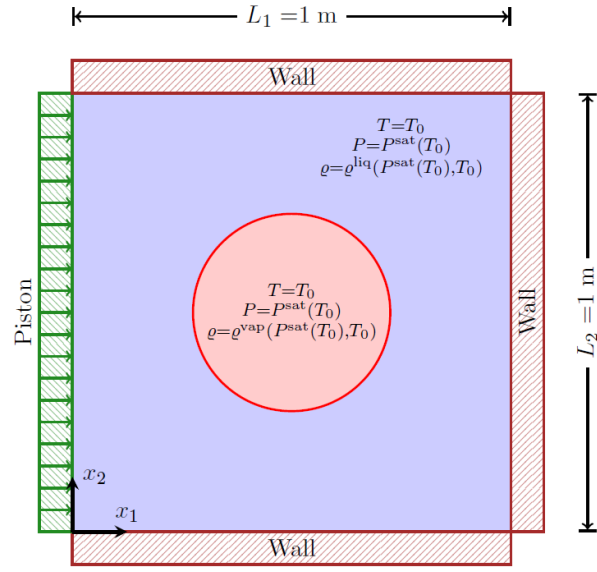 L₁ =1 m
Wall
T=T₀
P=Pˢᵃᵗ(T₀)
ϱ=ϱˡⁱq(Pˢᵃᵗ(T₀),T₀)
T=T₀
P=Pˢᵃᵗ(T₀)
ϱ=ϱᵛᵃᵖ(Pˢᵃᵗ(T₀),T₀)
Piston
Wall
L₂ =1 m
x₂
x₁
Wall